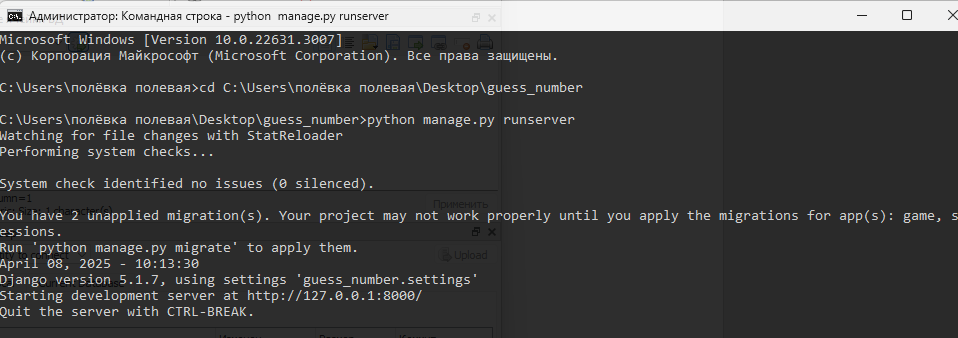 Администратор: Командная строка - python manage.py runserver
Microsoft Windows [Version 10.0.22631.3007]
(c) Корпорация Майкрософт (Microsoft Corporation). Все права защищены.
C:\Users\полёвка полевая>cd C:\Users\полёвка полевая\Desktop\guess_number
C:\Users\полёвка полевая\Desktop\guess_number>python manage.py runserver
Watching for file changes with StatReloader
Performing system checks...
System check identified no issues (0 silenced).
Применить
You have 2 unapplied migration(s). Your project may not work properly until you apply the migrations for app(s): game, s
essions.
Run 'python manage.py migrate' to apply them.
Upload
April 08, 2025 - 10:13:30
Django version 5.1.7, using settings 'guess_number.settings'
Starting development server at http://127.0.0.1:8000/
Quit the server with CTRL-BREAK.